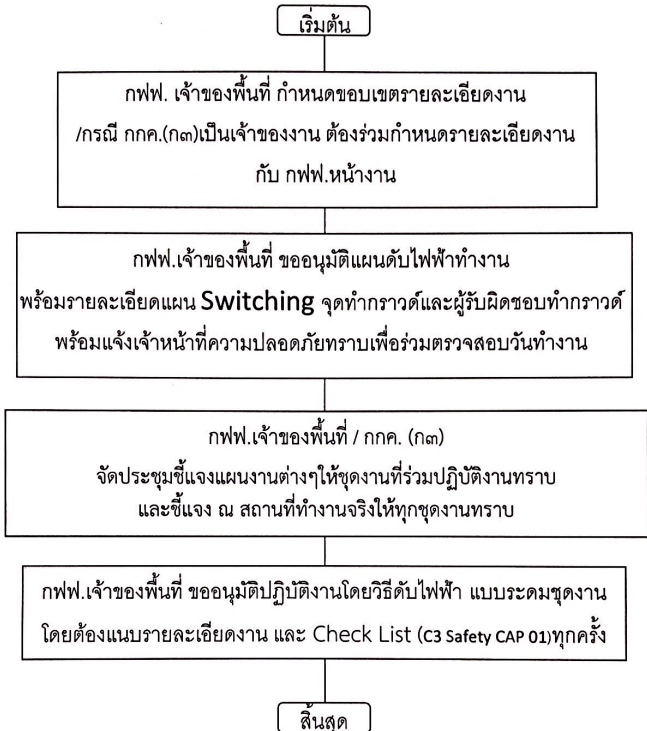 เริ่มต้น
กฟฟ. เจ้าของพื้นที่ กำหนดขอบเขตรายละเอียดงาน
/กรณี กกค.(ก๓)เป็นเจ้าของงาน ต้องร่วมกำหนดรายละเอียดงาน
กับ กฟฟ.หน้างาน
กฟฟ.เจ้าของพื้นที่ ขออนุมัติแผนดับไฟฟ้าทำงาน
พร้อมรายละเอียดแผน Switching จุดทำกราวด์และผู้รับผิดชอบทำกราวด์
พร้อมแจ้งเจ้าหน้าที่ความปลอดภัยทราบเพื่อร่วมตรวจสอบวันทำงาน
กฟฟ.เจ้าของพื้นที่ / กกค. (ก๓)
จัดประชุมชี้แจงแผนงานต่างๆให้ชุดงานที่ร่วมปฏิบัติงานทราบ
และชี้แจง ณ สถานที่ทำงานจริงให้ทุกชุดงานทราบ
กฟฟ.เจ้าของพื้นที่ ขออนุมัติปฏิบัติงานโดยวิธีดับไฟฟ้า แบบระดมชุดงาน
โดยต้องแนบรายละเอียดงาน และ Check List (C3 Safety CAP 01)ทุกครั้ง
สิ้นสุด